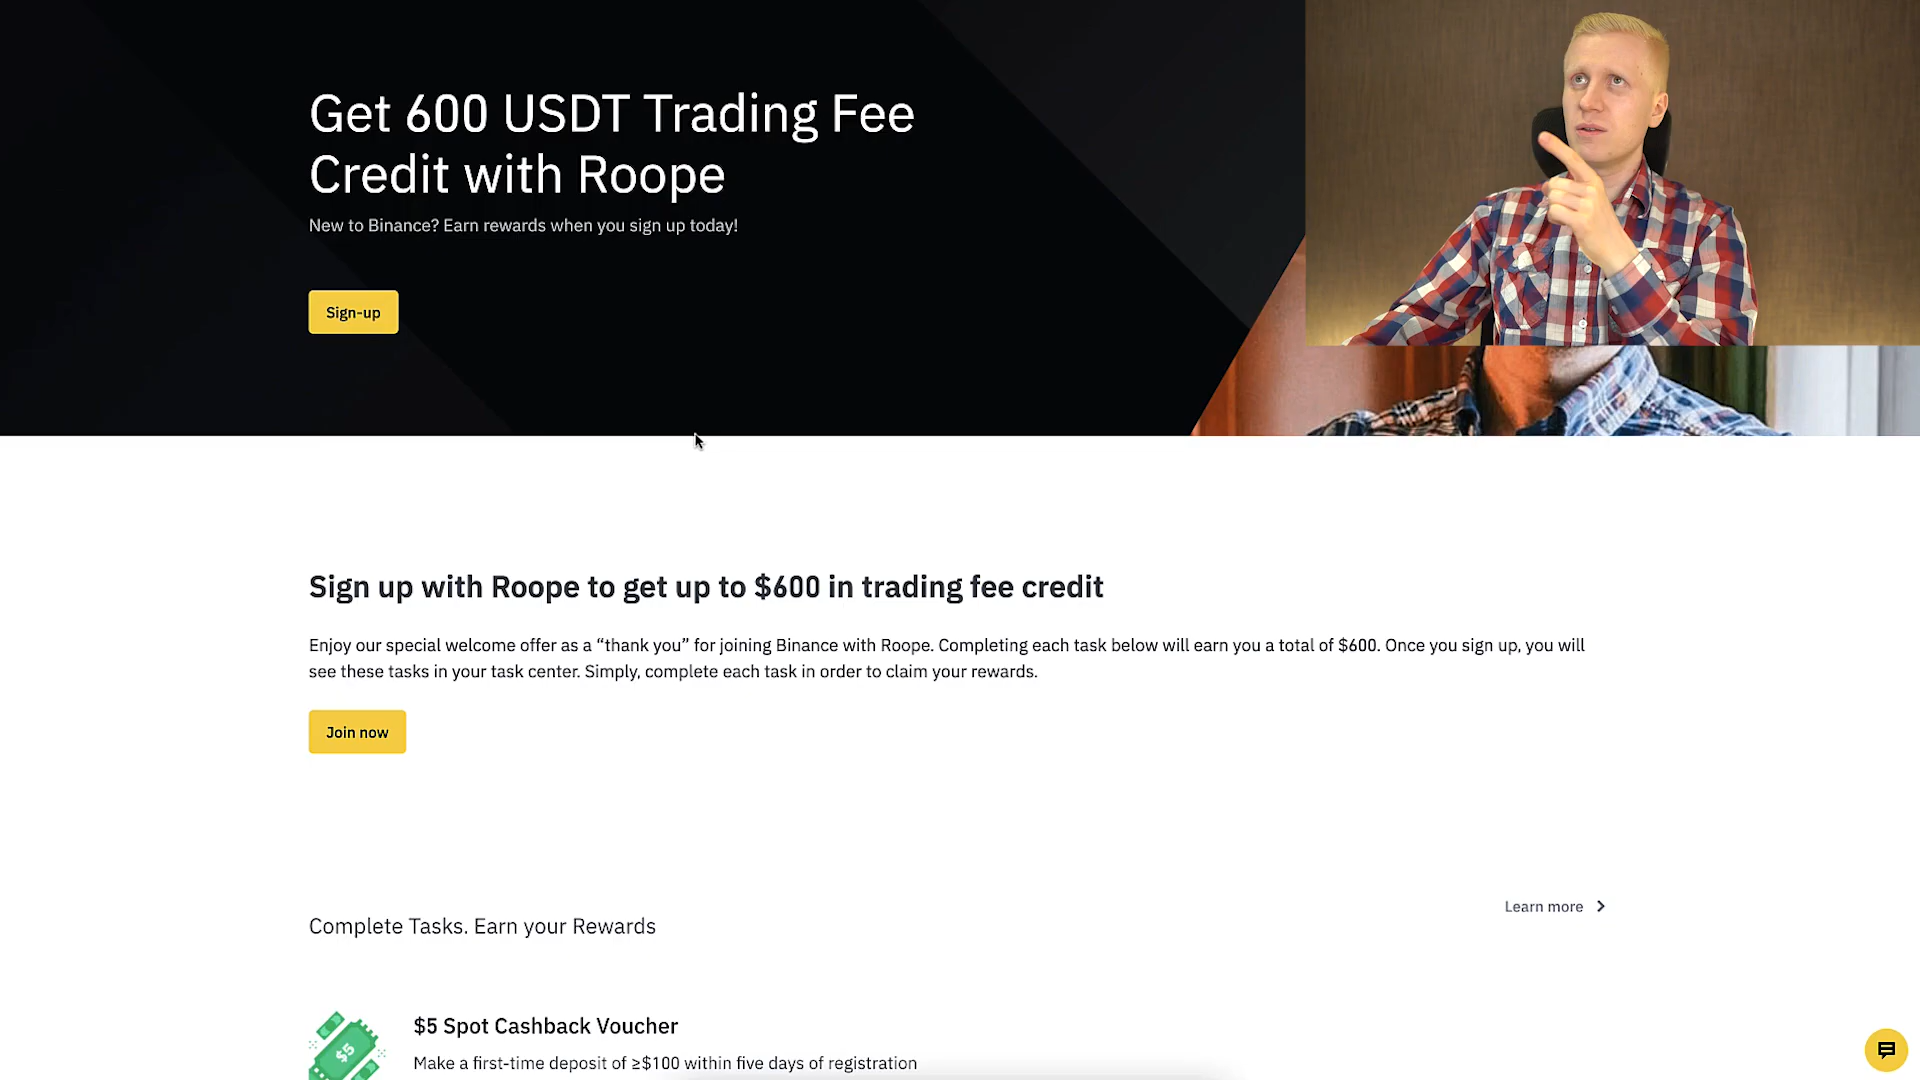 Get 600 USDT Trading Fee
Credit with Roope
New to Binance? Earn rewards when you sign up today!
Sign-up
Sign up with Roope to get up to $600 in trading fee credit
Enjoy our special welcome offer as a “thank you” for joining Binance with Roope. Completing each task below will earn you a total of $600. Once you sign up, you will
see these tasks in your task center. Simply, complete each task in order to claim your rewards.
Join now
Learn more
Complete Tasks. Earn your Rewards
$5
$5 Spot Cashback Voucher
Make a first-time deposit of ≥$100 within five days of registration